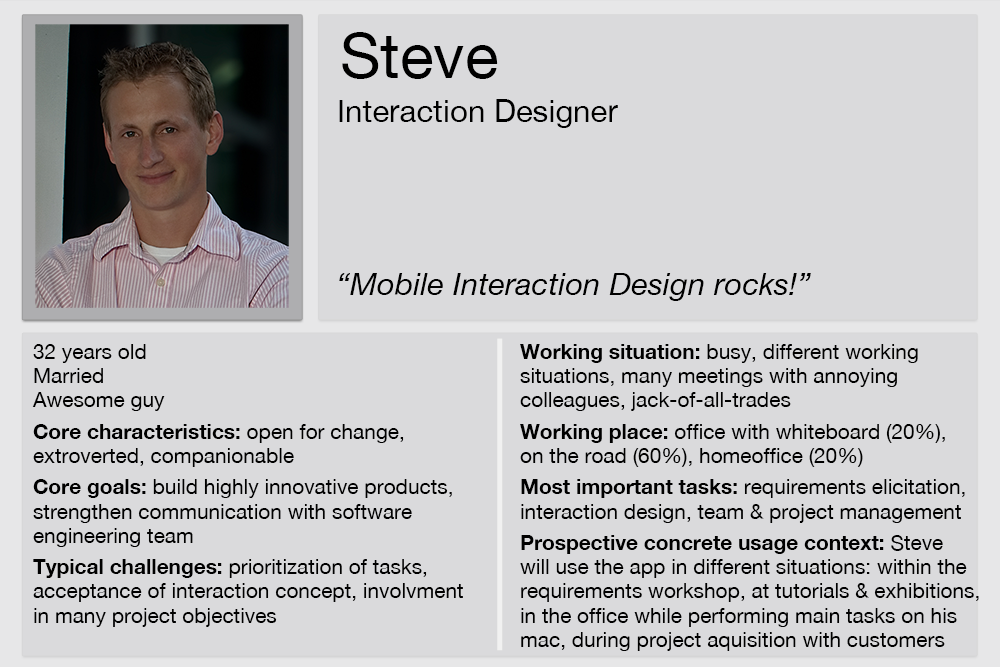 Steve
Interaction Designer
“Mobile Interaction Design rocks!”
32 years old
Married
Awesome guy
Core characteristics: open for change,
extroverted, companionable
Core goals: build highly innovative products,
strengthen communication with software
engineering team
Typical challenges: prioritization of tasks,
acceptance of interaction concept, involvment
in many project objectives
Working situation: busy, different working
situations, many meetings with annoying
colleagues, jack-of-all-trades
Working place: office with whiteboard (20%),
on the road (60%), homeoffice (20%)
Most important tasks: requirements elicitation,
interaction design, team & project management
Prospective concrete usage context: Steve
will use the app in different situations: within the
requirements workshop, at tutorials & exhibitions,
in the office while performing main tasks on his
mac, during project aquisition with customers